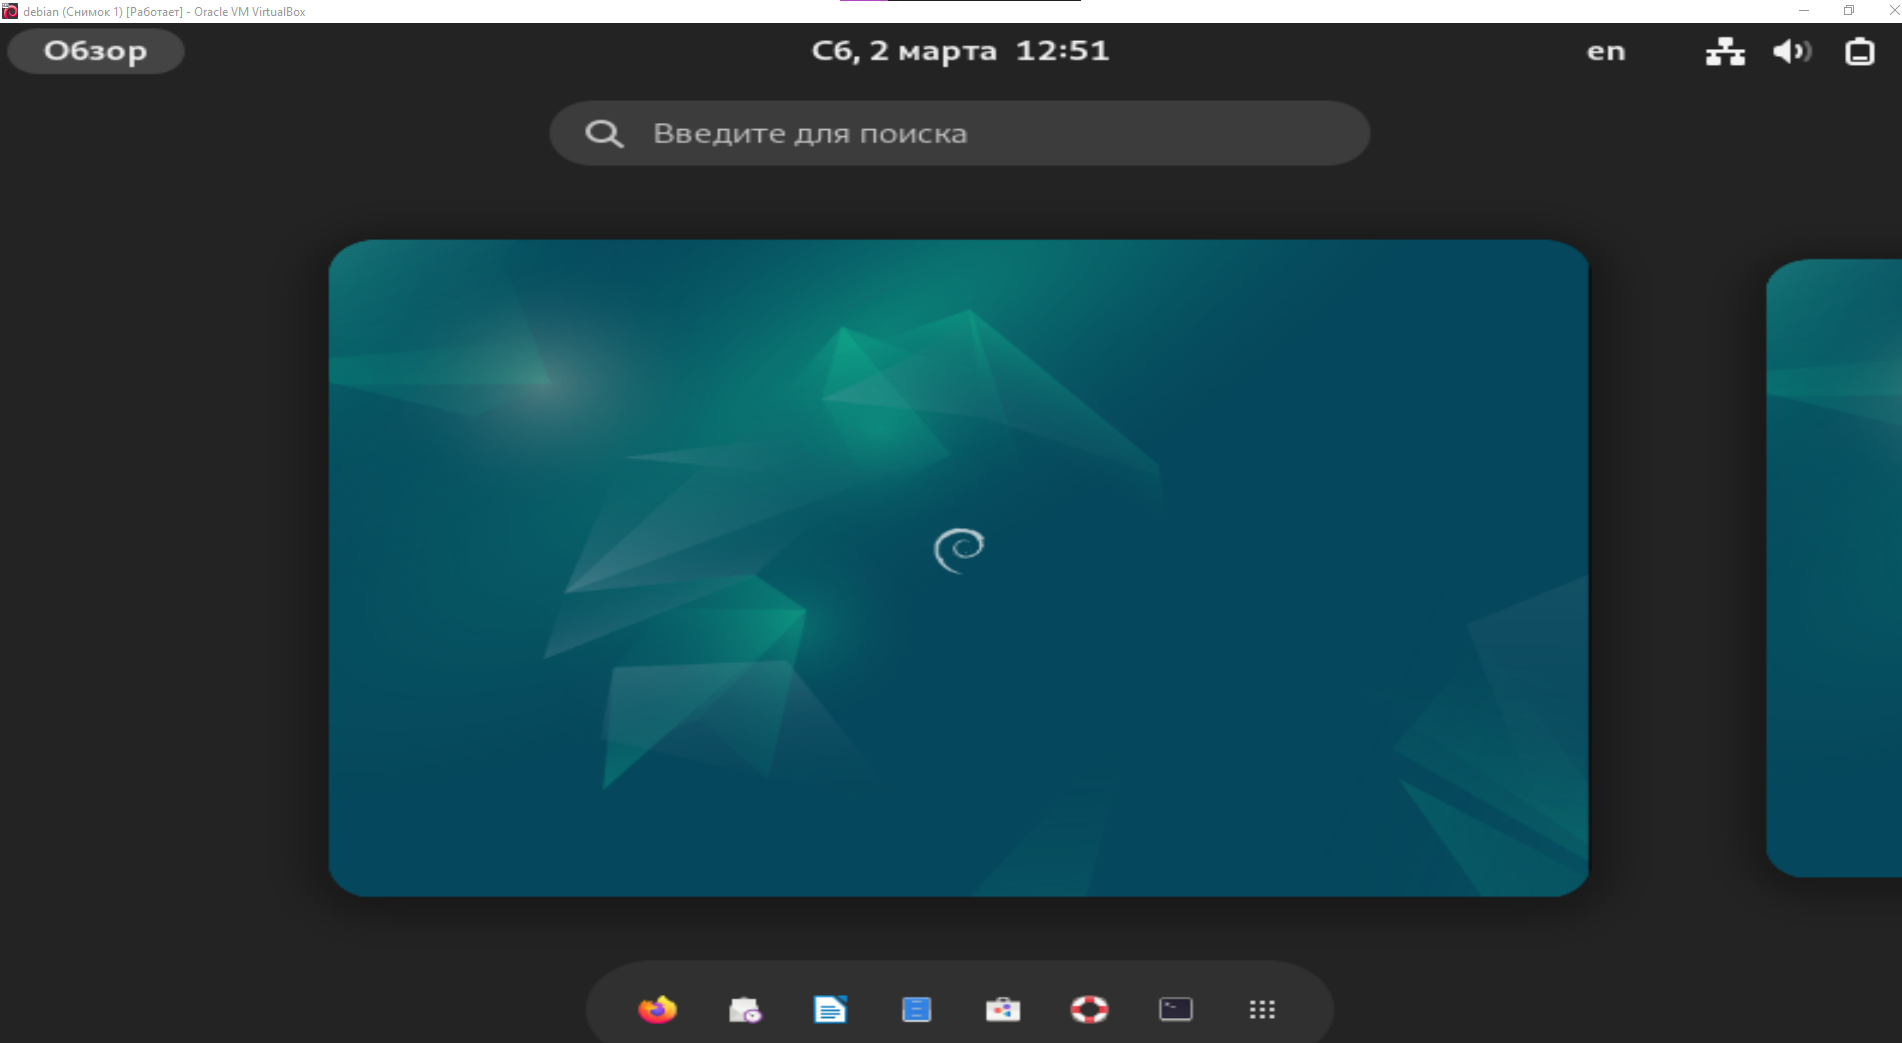 debian (Снимок 1) [Работает] - Oracle VM VirtualBox
Обзор
Сб, 2 марта 12:51
en
Введите для поиска